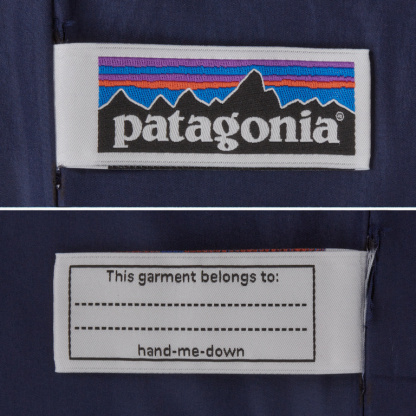 patagonia®
This garment belongs to:
hand-me-down